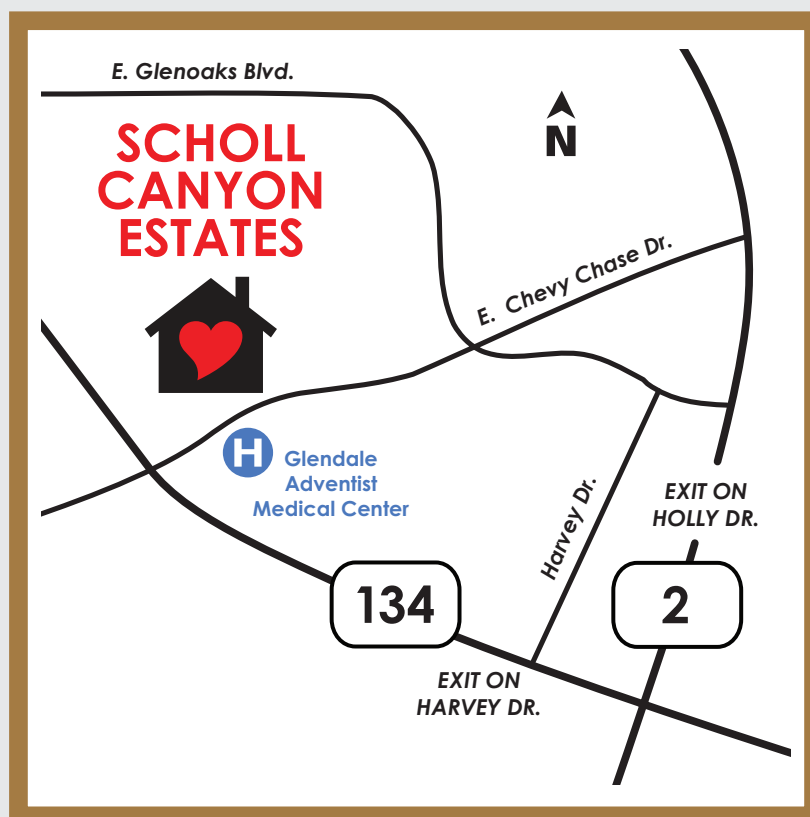 E. Glenoaks Blvd.
SCHOLL
CANYON
ESTATES
N
E. Chevy Chase Dr.
H
Glendale
Adventist
Medical Center
Harvey Dr.
EXIT ON
HOLLY DR.
134
2
EXIT ON
HARVEY DR.